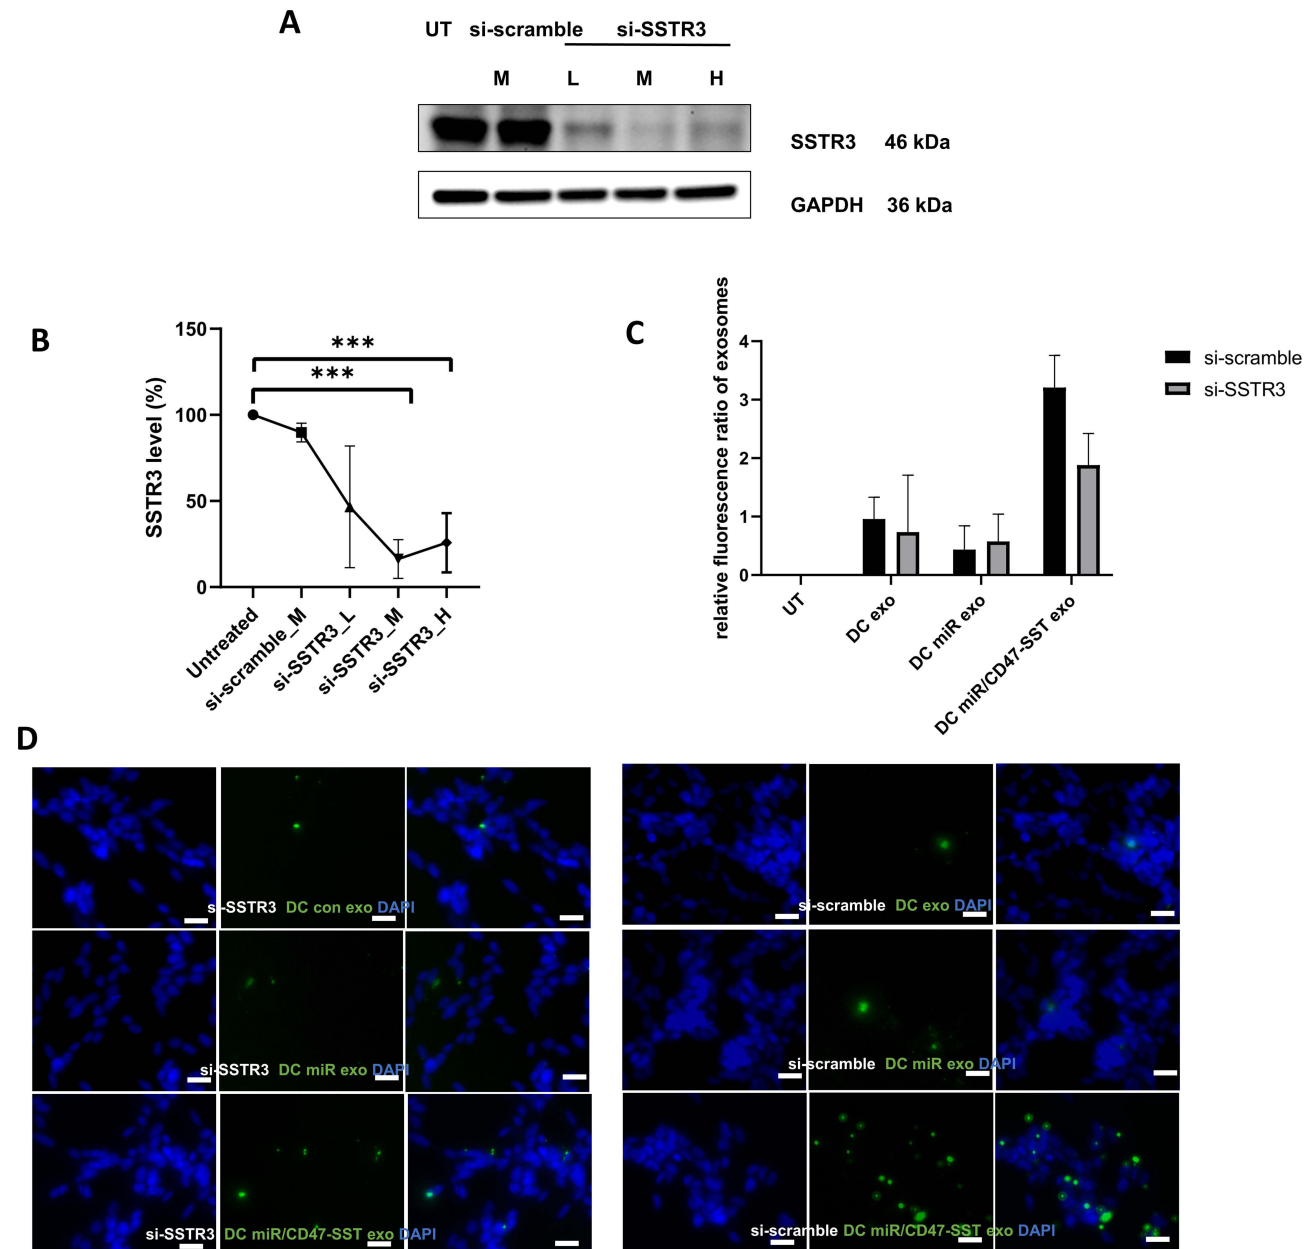 A
UT si-scramble si-SSTR3
M L M H
SSTR3 46 kDa
GAPDH 36 kDa
B
SSTR3 level (%)
150
100
50
0
***
***
Untreated
si-scramble_M
si-SSTR3_L
si-SSTR3_M
si-SSTR3_H
C
relative fluorescence ratio of exosomes
4
3
2
1
0
UT
DC exo
DC miR exo
DC miR/CD47-SST exo
si-scramble
si-SSTR3
D
si-SSTR3 DC con exo DAPI
si-scramble DC exo DAPI
si-SSTR3 DC miR exo DAPI
si-scramble DC miR exo DAPI
si-SSTR3 DC miR/CD47-SST exo DAPI
si-scramble DC miR/CD47-SST exo DAPI